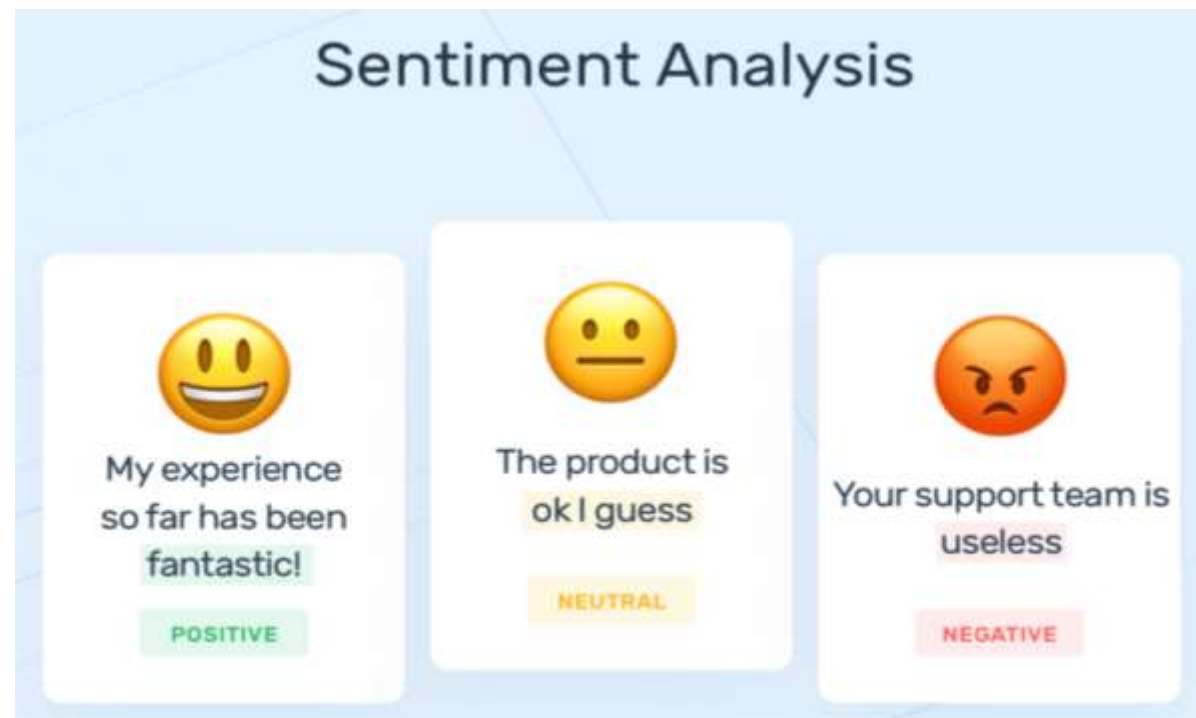 Sentiment Analysis
My experience
so far has been
fantastic!
POSITIVE
The product is
ok I guess
NEUTRAL
Your support team is
useless
NEGATIVE